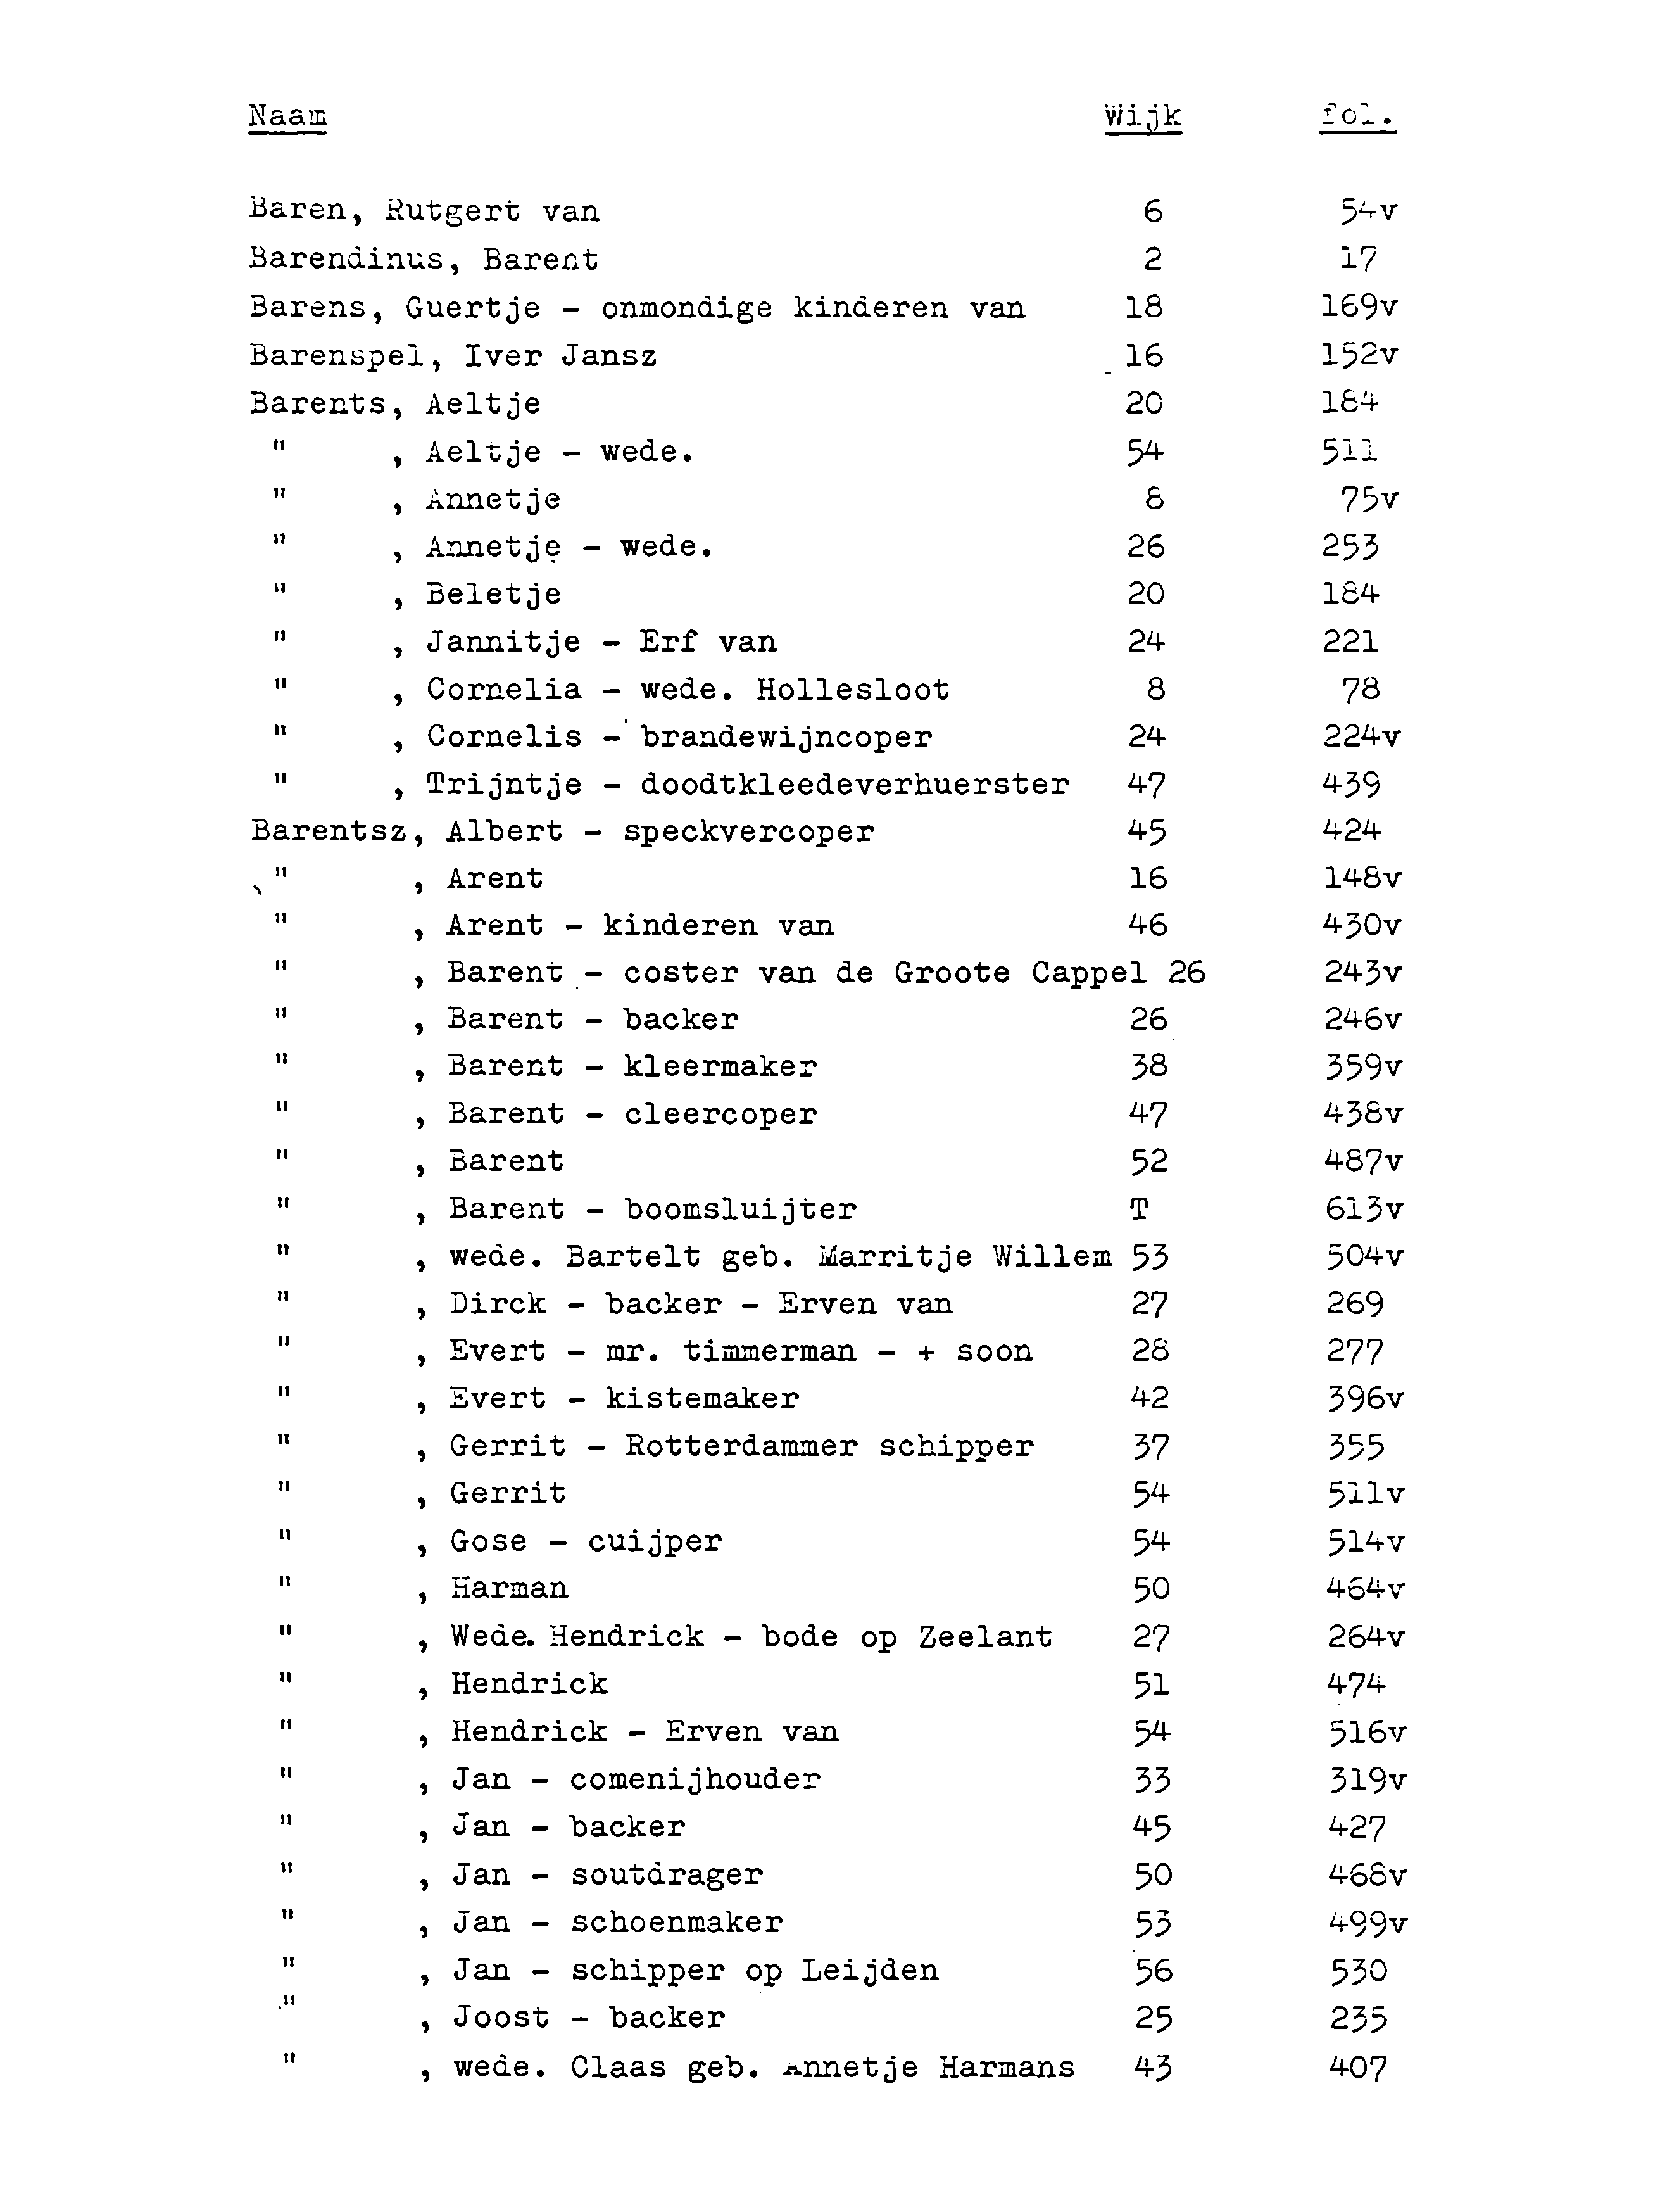 Naam Wijk fol.
Baren, Rutgert van 6 54v
Barendinus, Barent 2 17
Barens, Guertje - onmondige kinderen van 18 169v
Barenspel, Iver Jansz 16 152v
Barents, Aeltje 20 184
" , Aeltje - wede. 54 511
" , Annetje 8 75v
" , Annetje - wede. 26 253
" , Beletje 20 184
" , Jannitje - Erf van 24 221
" , Cornelia - wede. Hollesloot 8 78
" , Cornelis - brandewijncoper 24 224v
" , Trijntje - doodtkleedeverhuerster 47 439
Barentsz, Albert - speckvercoper 45 424
" , Arent 16 148v
" , Arent - kinderen van 46 430v
" , Barent - coster van de Groote Cappel 26 243v
" , Barent - backer 26 246v
" , Barent - kleermaker 38 359v
" , Barent - cleercoper 47 438v
" , Barent 52 487v
" , Barent - boomsluijter T 613v
" , wede. Bartelt geb. Marritje Willem 53 504v
" , Dirck - backer - Erven van 27 269
" , Evert - mr. timmerman - + soon 28 277
" , Evert - kistemaker 42 396v
" , Gerrit - Rotterdammer schipper 37 355
" , Gerrit 54 511v
" , Gose - cuijper 54 514v
" , Harman 50 464v
" , Wede. Hendrick - bode op Zeelant 27 264v
" , Hendrick 51 474
" , Hendrick - Erven van 54 516v
" , Jan - comenijhouder 33 319v
" , Jan - backer 45 427
" , Jan - soutdrager 50 468v
" , Jan - schoenmaker 53 499v
" , Jan - schipper op Leijden 56 530
" , Joost - backer 25 235
" , wede. Claas geb. Annetje Harmans 43 407